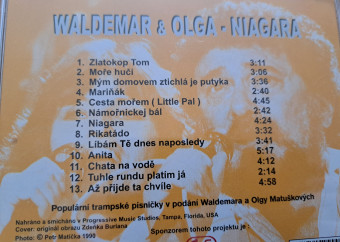 WALDEMAR & OLGA - NIAGARA
1. Zlatokop Tom 3:11
2. Moře hučí 3:06
3. Mým domovem ztichlá je putyka 3:36
4. Mariňák 2:40
5. Cesta mořem ( Little Pal ) 4:45
6. Námořnickej bál 2:42
7. Niagara 4:24
8. Rikatádo 3:32
9. Líbám Tě dnes naposledy 3:41
10. Anita 5:17
11. Chata na vodě 4:12
12. Tuhle rundu platím já 2:14
13. Až přijde ta chvíle 4:58
Populární trampské písničky v podání Waldemara a Olgy Matuškových
Nahráno a smícháno v Progressive Music Studios, Tampa, Florida, USA
Cover: originál obrazu Zdenka Buriana
Photo: © Petr Matička 1998
Sponzorem tohoto projektu je